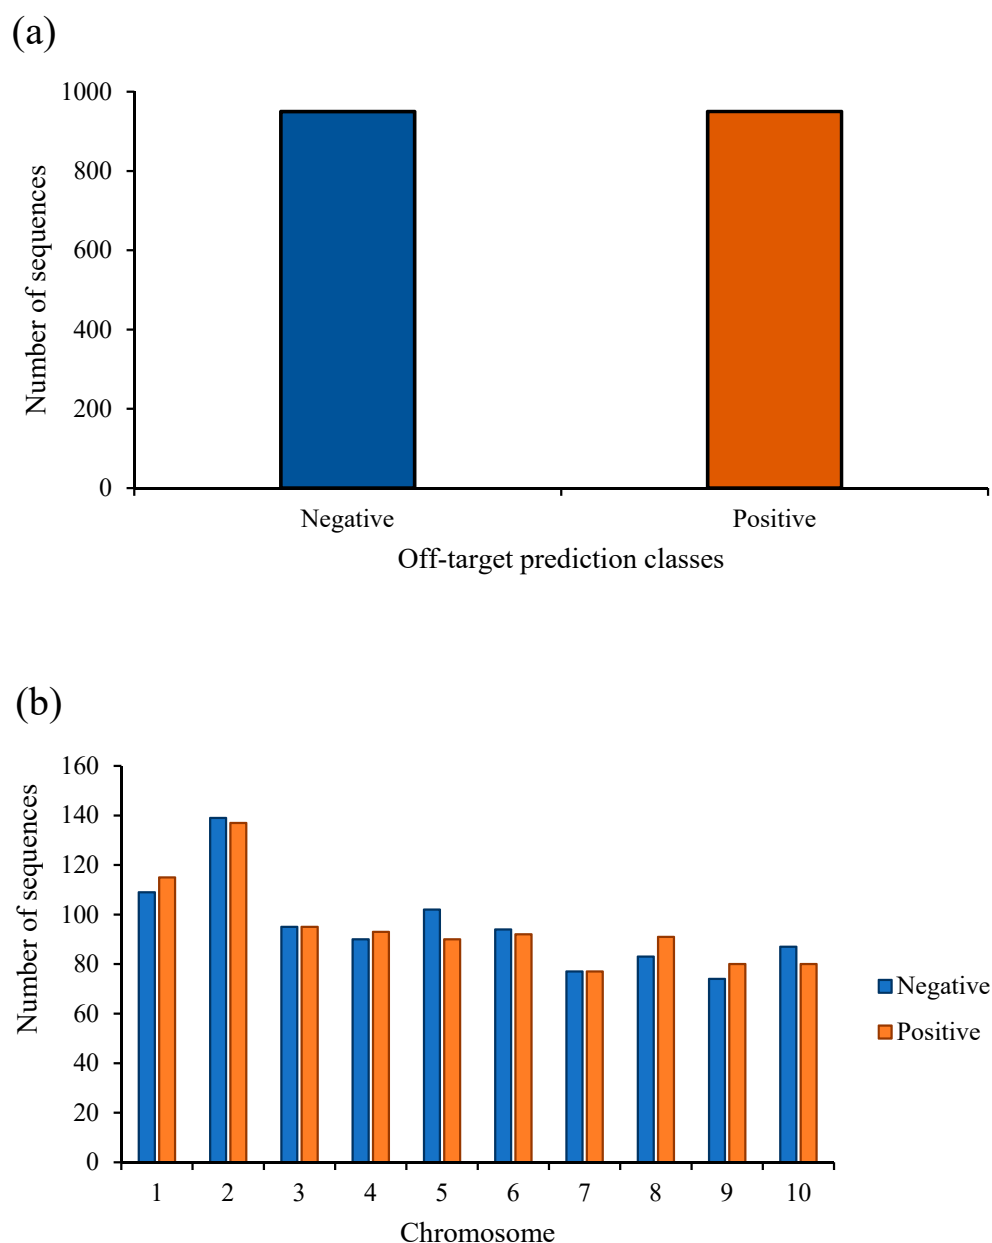 (a)
Number of sequences
1000
800
600
400
200
0
Negative
Positive
Off-target prediction classes
(b)
Number of sequences
160
140
120
100
80
60
40
20
0
1 2 3 4 5 6 7 8 9 10
Chromosome
Negative
Positive